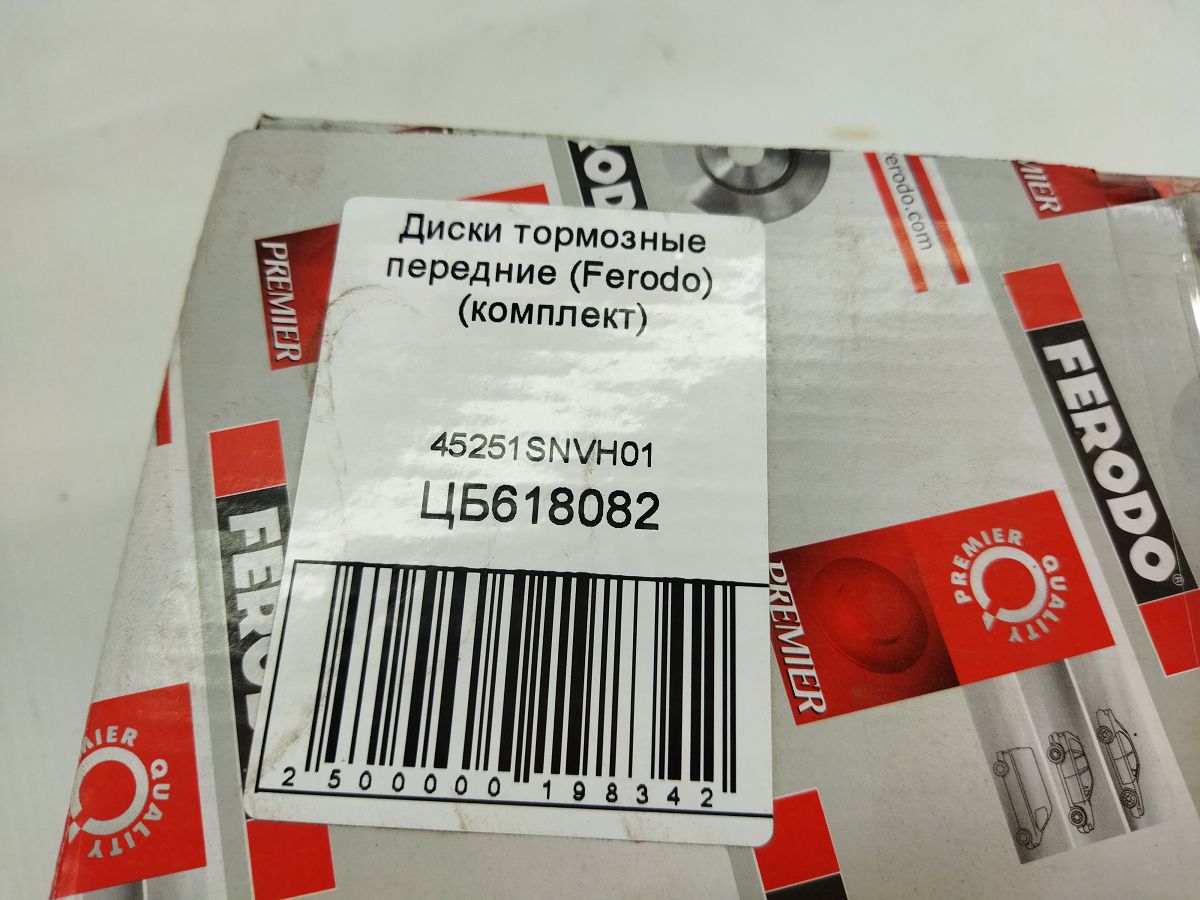 Диски тормозные
передние (Ferodo)
(комплект)
45251SNVH01
ЦБ618082
2 500000 198342
PREMIER
FERODO
ferodo.com
PREMIER
FERODO
PREMIER
PREMIER QUALITY
FERODO
PREMIER QUALITY